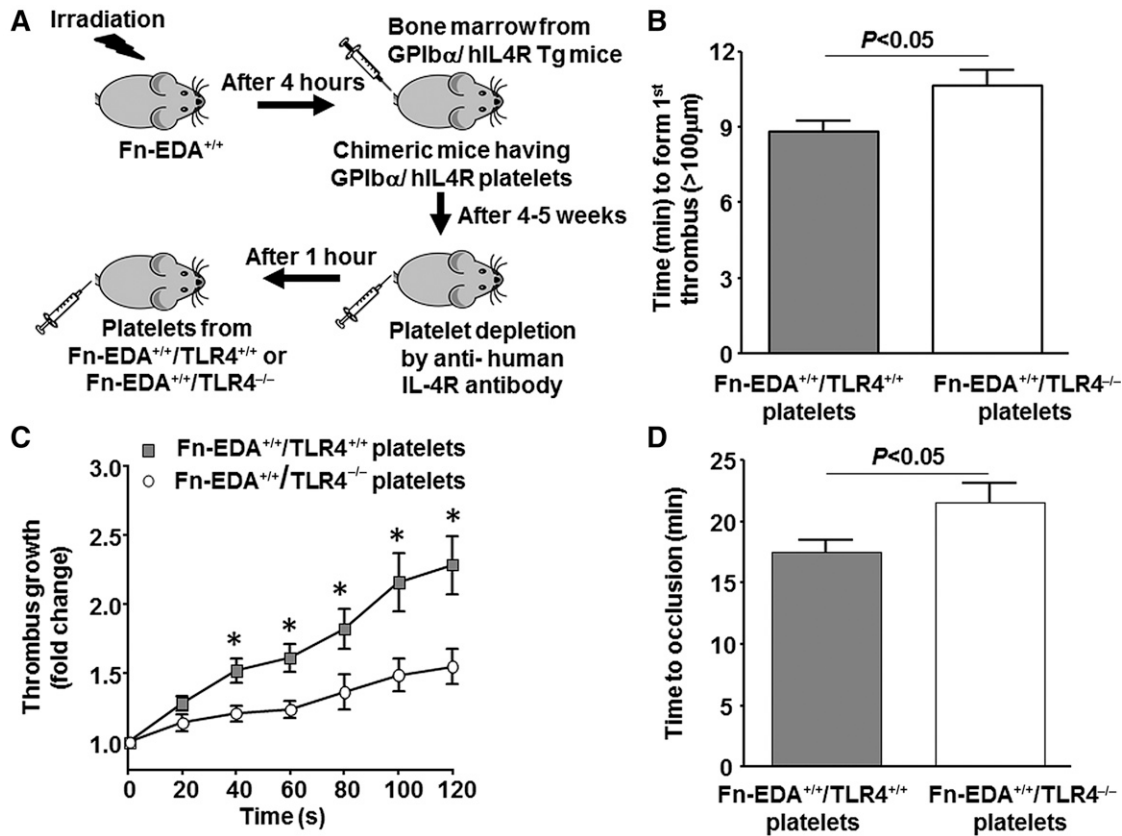 A
Irradiation
After 4 hours
Bone marrow from
GPIbα/ hIL4R Tg mice
Fn-EDA+/+
Chimeric mice having
GPIbα/ hIL4R platelets
After 4-5 weeks
After 1 hour
Platelets from
Fn-EDA+/+/TLR4+/+ or
Fn-EDA+/+/TLR4–/–
Platelet depletion
by anti- human
IL-4R antibody
B
P<0.05
Time (min) to form 1st
thrombus (>100μm)
12
9
6
3
0
Fn-EDA+/+/TLR4+/+
platelets
Fn-EDA+/+/TLR4–/–
platelets
C
Fn-EDA+/+/TLR4+/+ platelets
Fn-EDA+/+/TLR4–/– platelets
Thrombus growth
(fold change)
3.0
2.5
2.0
1.5
1.0
* * * * *
0 20 40 60 80 100 120
Time (s)
D
P<0.05
Time to occlusion (min)
25
20
15
10
5
0
Fn-EDA+/+/TLR4+/+
platelets
Fn-EDA+/+/TLR4–/–
platelets